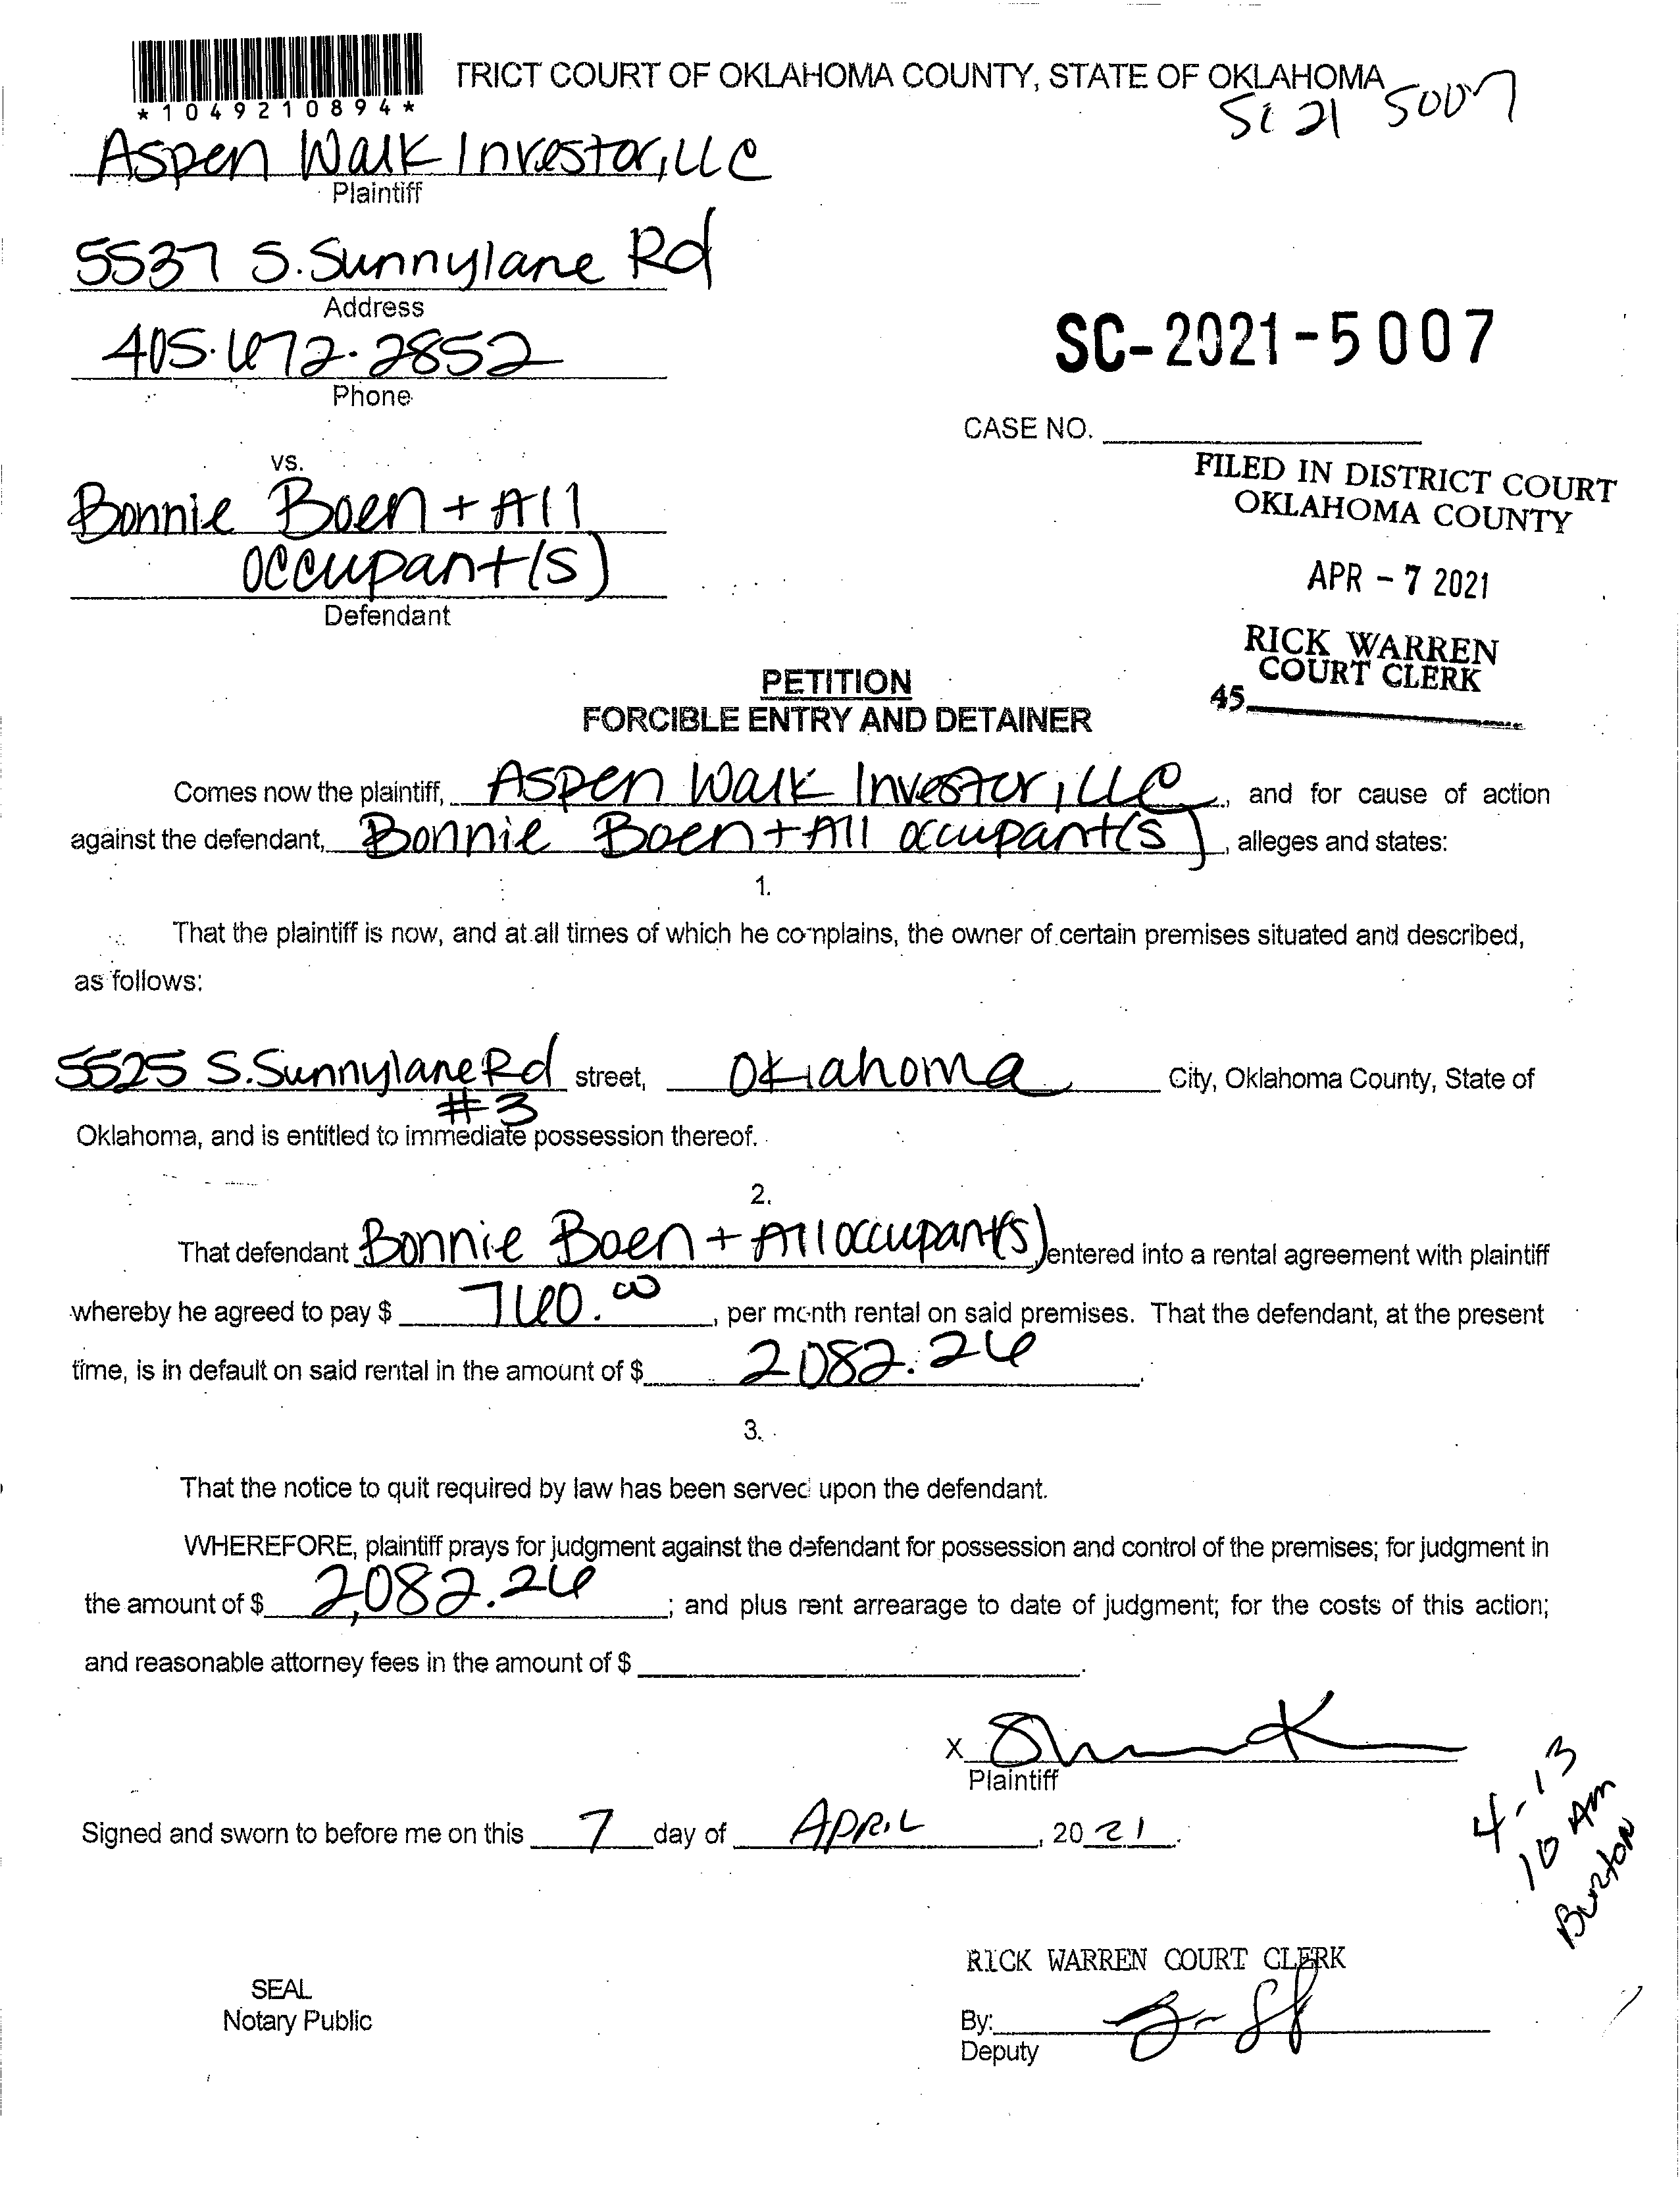 *1049210894*
TRICT COURT OF OKLAHOMA COUNTY, STATE OF OKLAHOMA
SC 21 5007
Aspen Walk Investor, LLC
Plaintiff
5537 S. Sunnylane Rd
Address
405.672.2852
Phone
SC-2021-5007
CASE NO.
vs.
FILED IN DISTRICT COURT
OKLAHOMA COUNTY
Bonnie Boen + All
occupant(s)
Defendant
APR - 7 2021
RICK WARREN
COURT CLERK
45
PETITION
FORCIBLE ENTRY AND DETAINER
Comes now the plaintiff, Aspen Walk Investor, LLC, and for cause of action
against the defendant, Bonnie Boen + All occupant(s), alleges and states:
1.
That the plaintiff is now, and at all times of which he complains, the owner of certain premises situated and described,
as follows:
5525 S. Sunnylane Rd street, Oklahoma City, Oklahoma County, State of
#3
Oklahoma, and is entitled to immediate possession thereof.
2.
That defendant Bonnie Boen + All occupant(s), entered into a rental agreement with plaintiff
whereby he agreed to pay $ 760.00, per month rental on said premises. That the defendant, at the present
time, is in default on said rental in the amount of $ 2082.26.
3.
That the notice to quit required by law has been served upon the defendant.
WHEREFORE, plaintiff prays for judgment against the defendant for possession and control of the premises; for judgment in
the amount of $ 2,082.26; and plus rent arrearage to date of judgment; for the costs of this action;
and reasonable attorney fees in the amount of $ .
X
Plaintiff
Signed and sworn to before me on this 7 day of APRIL, 2021.
4-13
10 Am
Burton
RICK WARREN COURT CLERK
SEAL
Notary Public
By:
Deputy